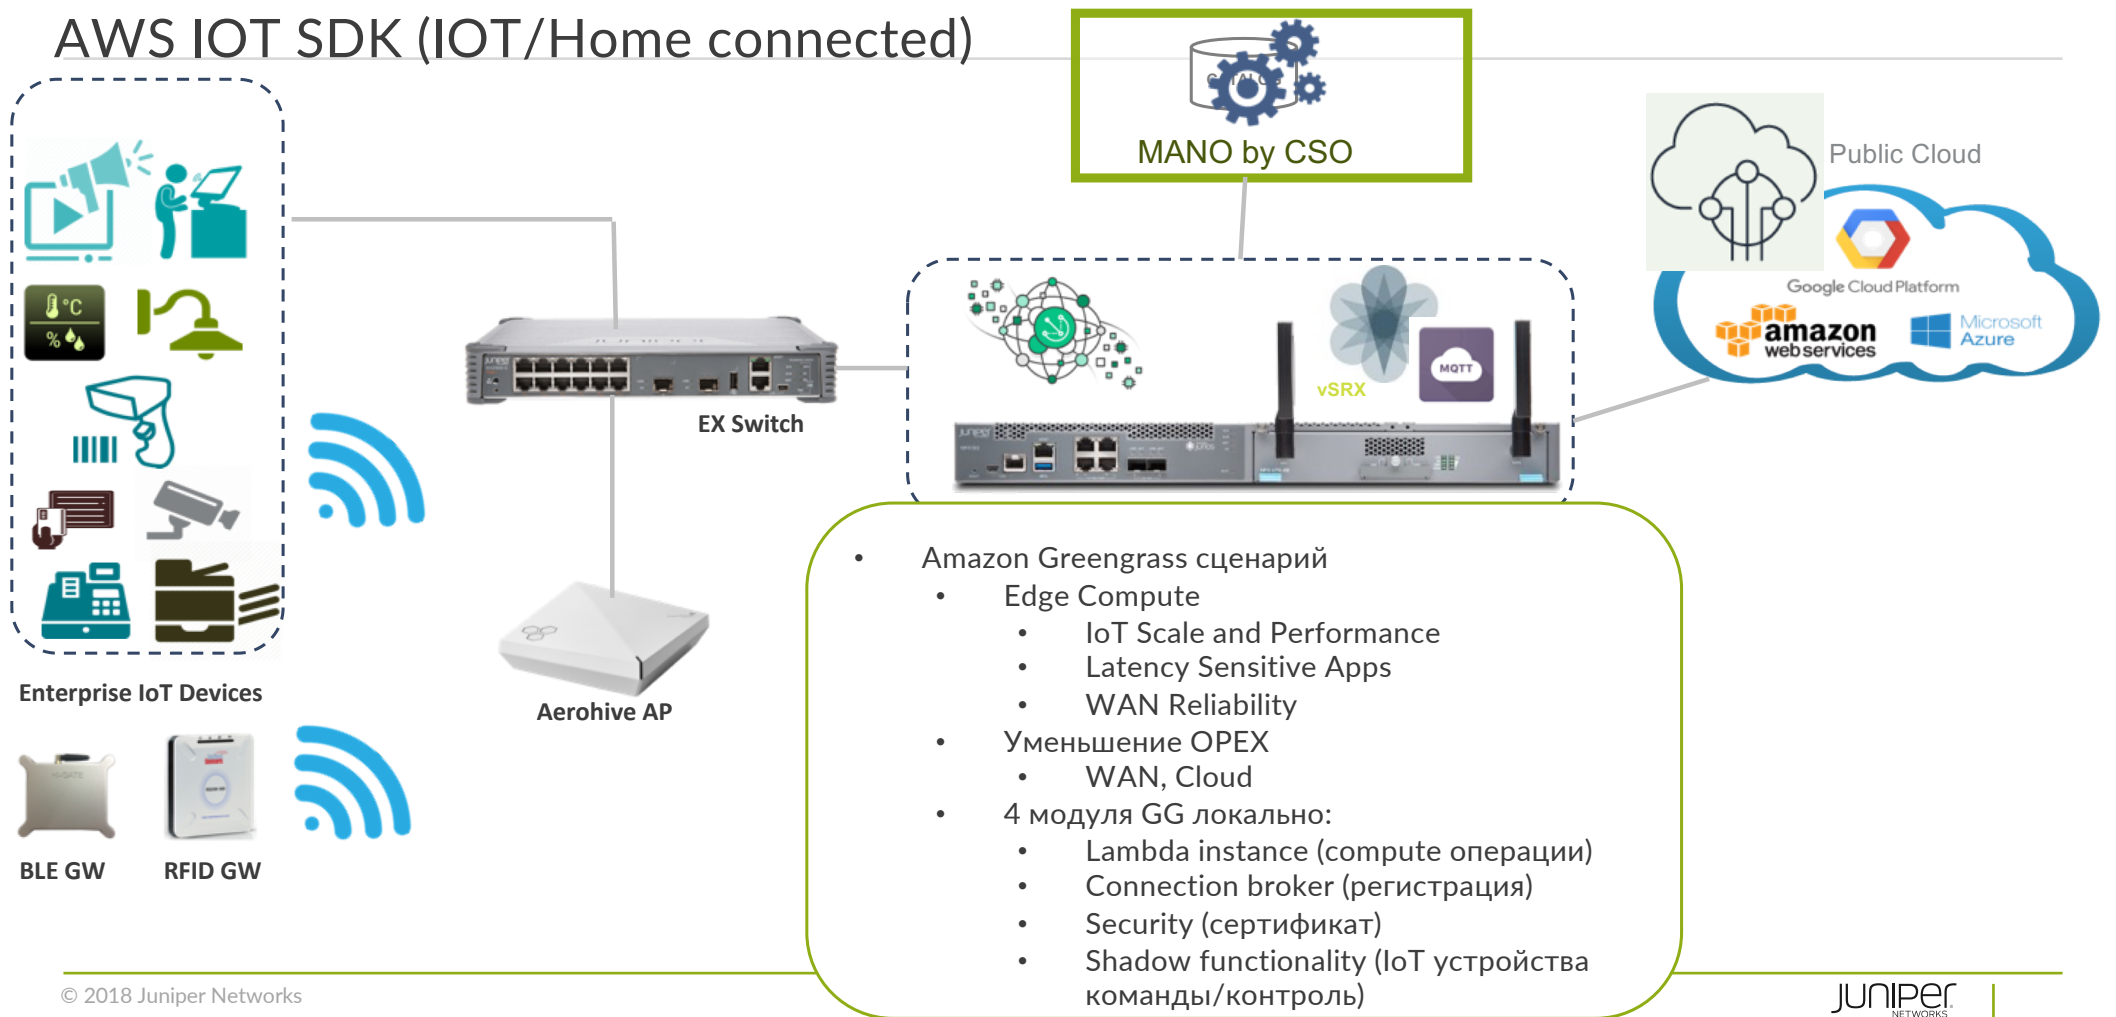 AWS IOT SDK (IOT/Home connected)
MANO by CSO
Public Cloud
Google Cloud Platform
amazon
web services
Microsoft
Azure
°C
%
vSRX
MQTT
EX Switch
Juniper
Junos
Aerohive AP
Enterprise IoT Devices
BLE GW
RFID GW
• Amazon Greengrass сценарий
• Edge Compute
• IoT Scale and Performance
• Latency Sensitive Apps
• WAN Reliability
• Уменьшение OPEX
• WAN, Cloud
• 4 модуля GG локально:
• Lambda instance (compute операции)
• Connection broker (регистрация)
• Security (сертификат)
• Shadow functionality (IoT устройства
команды/контроль)
© 2018 Juniper Networks
JUNIPEr
NETWORKS